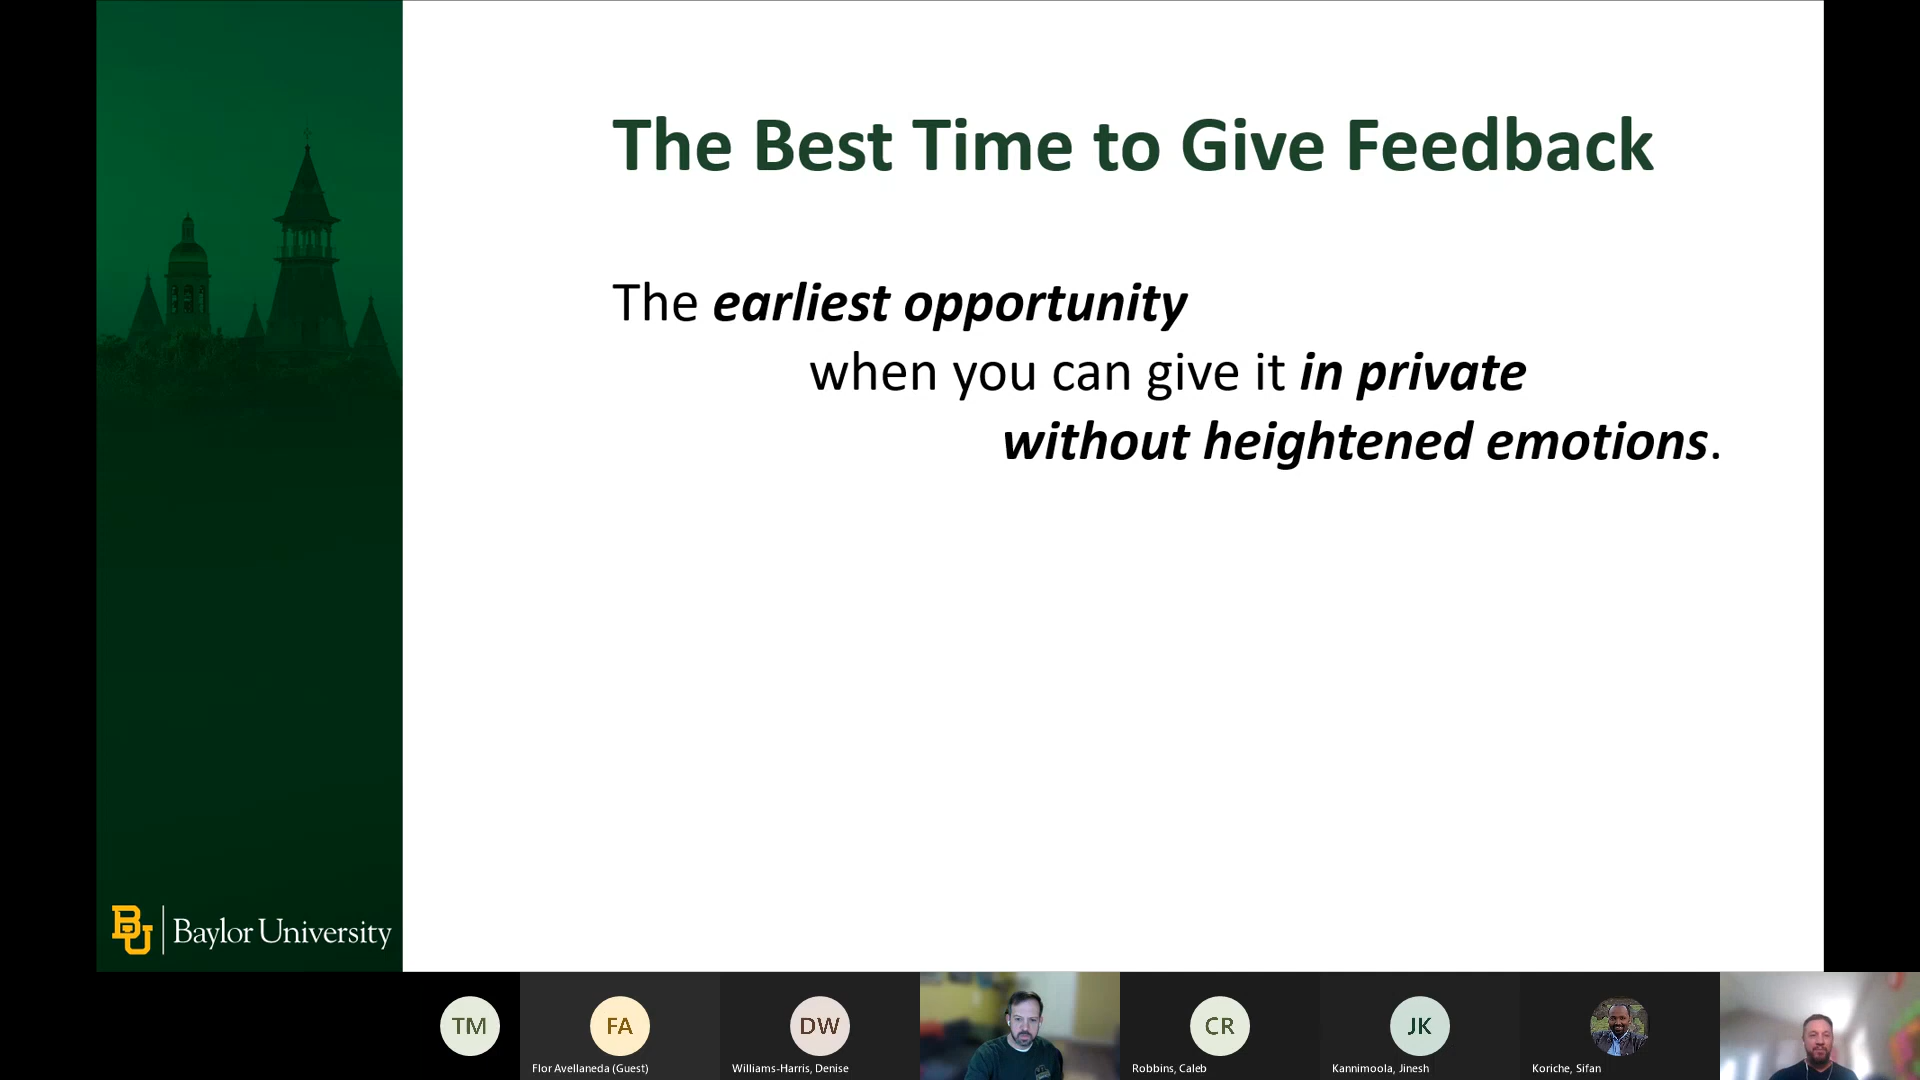 The Best Time to Give Feedback
The earliest opportunity
when you can give it in private
without heightened emotions.
BU | Baylor University
TM
FA
DW
CR
JK
Flor Avellaneda (Guest)
Williams-Harris, Denise
Robbins, Caleb
Kannimoola, Jinesh
Koriche, Sifan